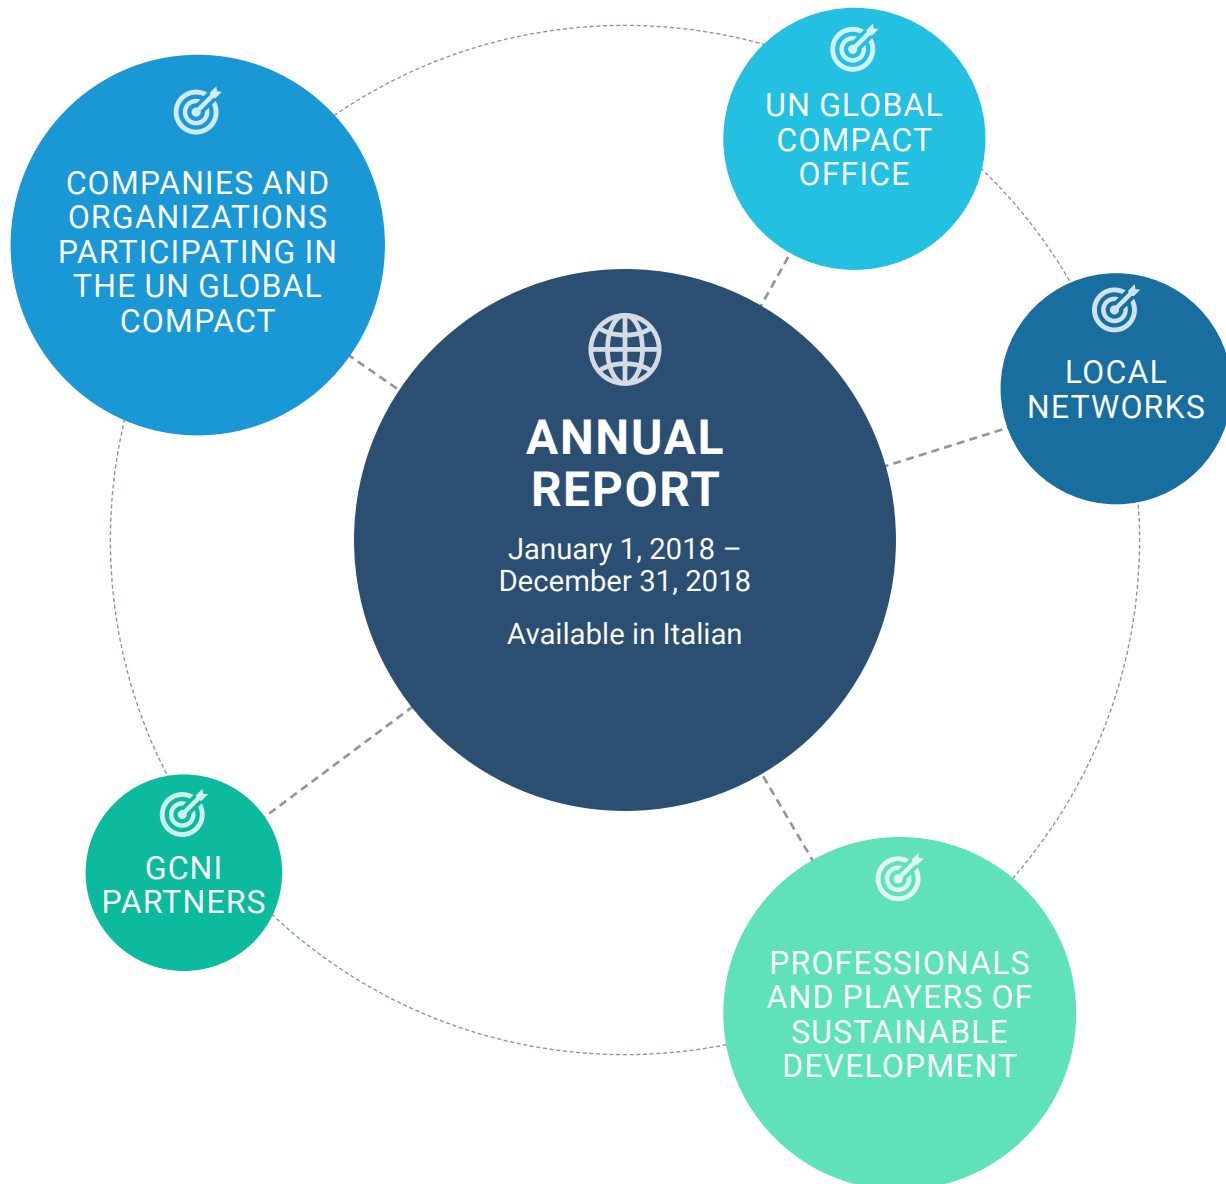 UN GLOBAL
COMPACT
OFFICE
COMPANIES AND
ORGANIZATIONS
PARTICIPATING IN
THE UN GLOBAL
COMPACT
LOCAL
NETWORKS
ANNUAL
REPORT
January 1, 2018 –
December 31, 2018
Available in Italian
GCNI
PARTNERS
PROFESSIONALS
AND PLAYERS OF
SUSTAINABLE
DEVELOPMENT